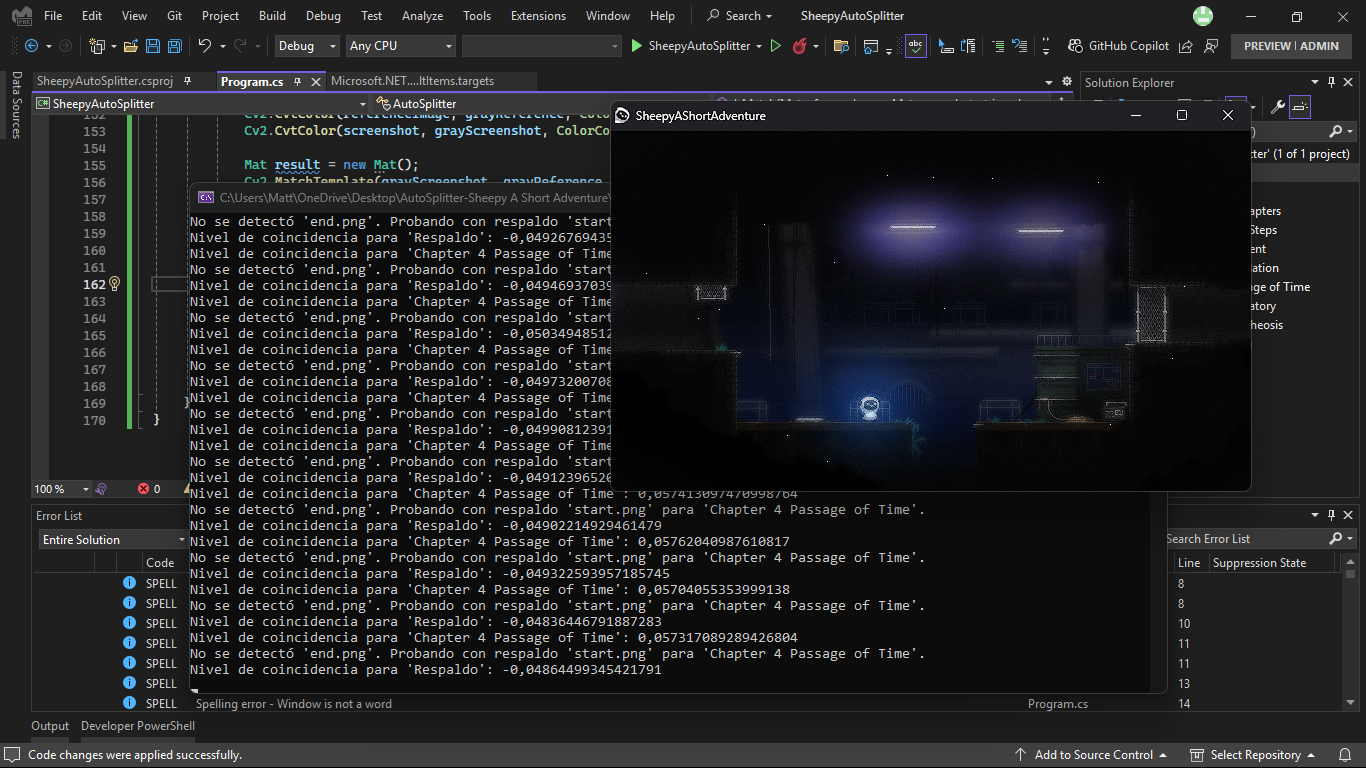 File Edit View Git Project Build Debug Test Analyze Tools Extensions Window Help Search SheepyAutoSplitter
Debug Any CPU SheepyAutoSplitter GitHub Copilot PREVIEW | ADMIN
Data Sources
SheepyAutoSplitter.csproj Program.cs Microsoft.NET....ltItems.targets
Solution Explorer
SheepyAutoSplitter AutoSplitter
SheepyAShortAdventure
152
153 Cv2.CvtColor(screenshot, grayScreenshot, ColorCo
154
155 Mat result = new Mat();
156 Cv2.MatchTemplate(grayScreenshot, grayReference,
157
158
159
160
161
162
163
164
165
166
167
168
169 }
170 }
tter' (1 of 1 project)
apters
Steps
ent
ation
ge of Time
atory
heosis
C:\Users\Matt\OneDrive\Desktop\AutoSplitter-Sheepy A Short Adventure\
No se detectó 'end.png'. Probando con respaldo 'start
Nivel de coincidencia para 'Respaldo': -0,04926769435
Nivel de coincidencia para 'Chapter 4 Passage of Time
No se detectó 'end.png'. Probando con respaldo 'start
Nivel de coincidencia para 'Respaldo': -0,04946937039
Nivel de coincidencia para 'Chapter 4 Passage of Time
No se detectó 'end.png'. Probando con respaldo 'start
Nivel de coincidencia para 'Respaldo': -0,05034948512
Nivel de coincidencia para 'Chapter 4 Passage of Time
No se detectó 'end.png'. Probando con respaldo 'start
Nivel de coincidencia para 'Respaldo': -0,04973200708
Nivel de coincidencia para 'Chapter 4 Passage of Time
No se detectó 'end.png'. Probando con respaldo 'start
Nivel de coincidencia para 'Respaldo': -0,04990812391
Nivel de coincidencia para 'Chapter 4 Passage of Time
No se detectó 'end.png'. Probando con respaldo 'start
Nivel de coincidencia para 'Respaldo': -0,0491239652
Nivel de coincidencia para 'Chapter 4 Passage of Time': 0,057413097470998764
No se detectó 'end.png'. Probando con respaldo 'start.png' para 'Chapter 4 Passage of Time'.
Nivel de coincidencia para 'Respaldo': -0,04902214929461479
Nivel de coincidencia para 'Chapter 4 Passage of Time': 0,05762040987610817
No se detectó 'end.png'. Probando con respaldo 'start.png' para 'Chapter 4 Passage of Time'.
Nivel de coincidencia para 'Respaldo': -0,049322593957185745
Nivel de coincidencia para 'Chapter 4 Passage of Time': 0,05704055353999138
No se detectó 'end.png'. Probando con respaldo 'start.png' para 'Chapter 4 Passage of Time'.
Nivel de coincidencia para 'Respaldo': -0,04836446791887283
Nivel de coincidencia para 'Chapter 4 Passage of Time': 0,057317089289426804
No se detectó 'end.png'. Probando con respaldo 'start.png' para 'Chapter 4 Passage of Time'.
Nivel de coincidencia para 'Respaldo': -0,04864499345421791
100 % 0
Error List
Entire Solution Search Error List
Code Line Suppression State
SPELL 8
SPELL 8
SPELL 10
SPELL 11
SPELL 11
SPELL 13
SPELL Spelling error - Window is not a word Program.cs 14
Output Developer PowerShell
Code changes were applied successfully. Add to Source Control Select Repository